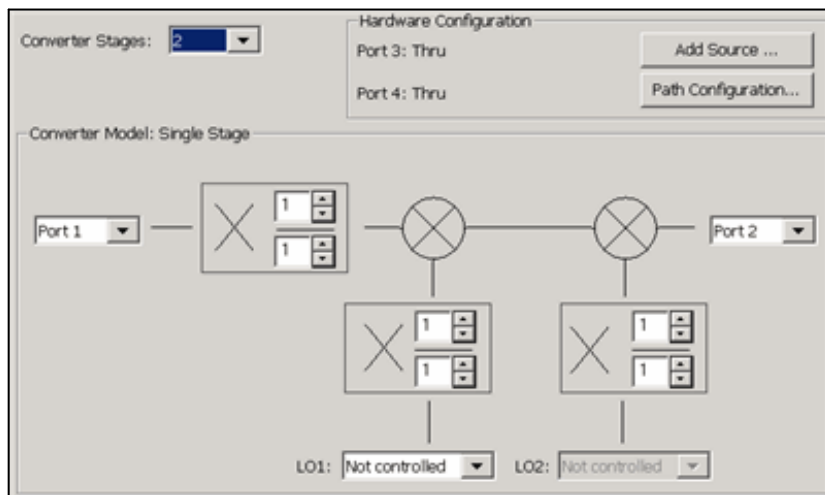 Converter Stages: 2
Hardware Configuration
Port 3: Thru
Add Source ...
Port 4: Thru
Path Configuration...
Converter Model: Single Stage
Port 1
1
1
Port 2
1
1
1
1
LO1: Not controlled
LO2: Not controlled